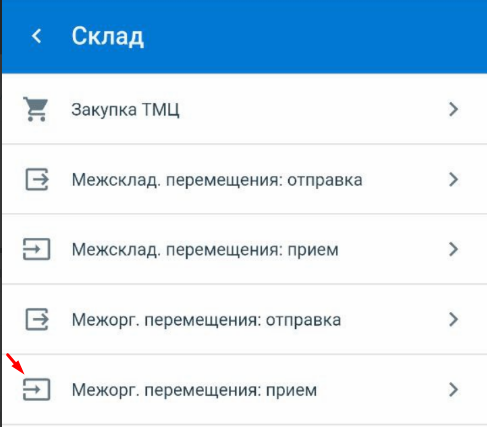 Склад
Закупка ТМЦ
Межсклад. перемещения: отправка
Межсклад. перемещения: прием
Межорг. перемещения: отправка
Межорг. перемещения: прием